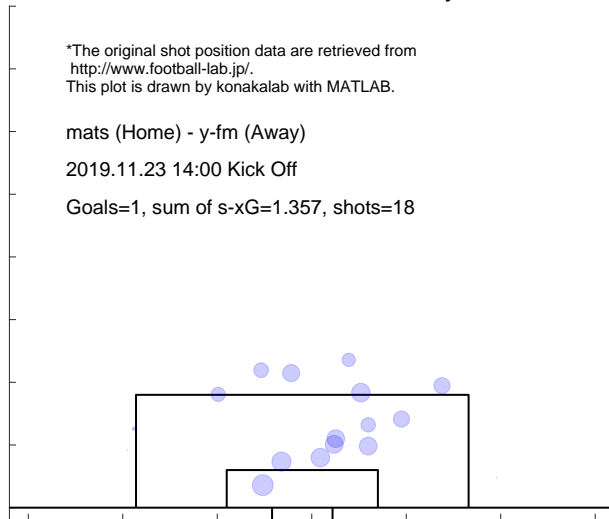 *The original shot position data are retrieved from
http://www.football-lab.jp/.
This plot is drawn by konakalab with MATLAB.
mats (Home) - y-fm (Away)
2019.11.23 14:00 Kick Off
Goals=1, sum of s-xG=1.357, shots=18